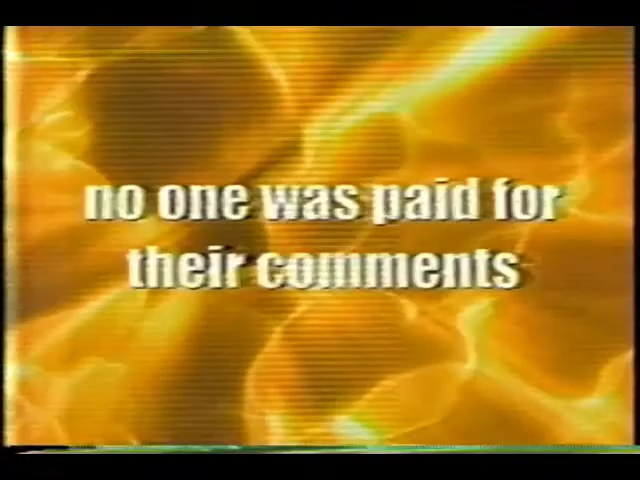 no one was paid for
their comments